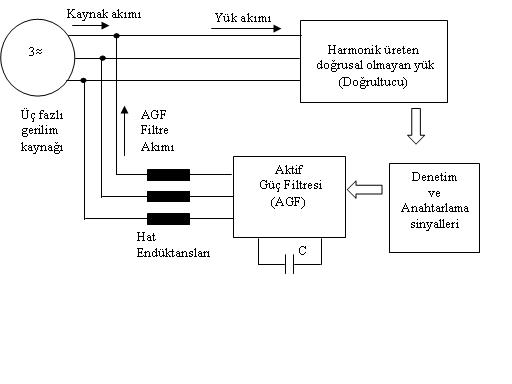 Kaynak akımı
Yük akımı
3≈
Harmonik üreten
doğrusal olmayan yük
(Doğrultucu)
Üç fazlı
gerilim
kaynağı
AGF
Filtre
Akımı
Aktif
Güç Filtresi
(AGF)
Denetim
ve
Anahtarlama
sinyalleri
Hat
Endüktansları
C